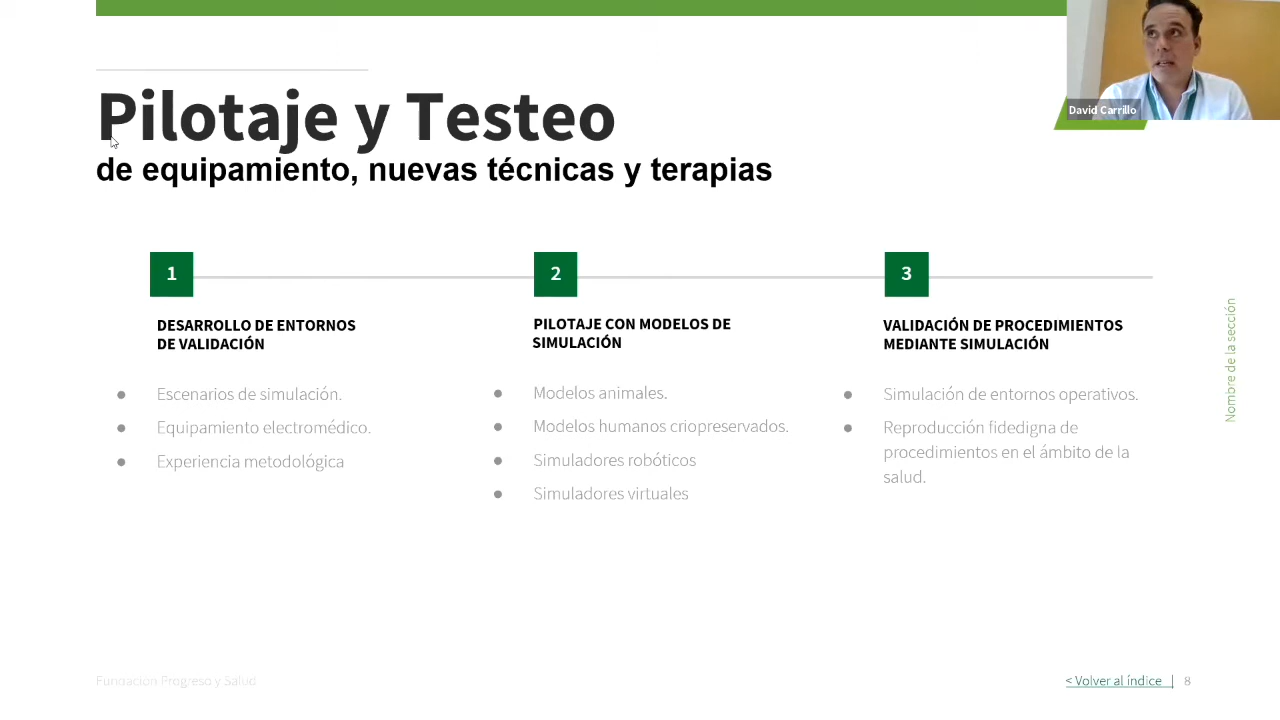 David Carrillo
Pilotaje y Testeo
de equipamiento, nuevas técnicas y terapias
1
DESARROLLO DE ENTORNOS
DE VALIDACIÓN
● Escenarios de simulación.
● Equipamiento electromédico.
● Experiencia metodológica
2
PILOTAJE CON MODELOS DE
SIMULACIÓN
● Modelos animales.
● Modelos humanos criopreservados.
● Simuladores robóticos
● Simuladores virtuales
3
VALIDACIÓN DE PROCEDIMIENTOS
MEDIANTE SIMULACIÓN
● Simulación de entornos operativos.
● Reproducción fidedigna de
procedimientos en el ámbito de la
salud.
Nombre de la sección
Fundación Progreso y Salud
< Volver al índice | 8